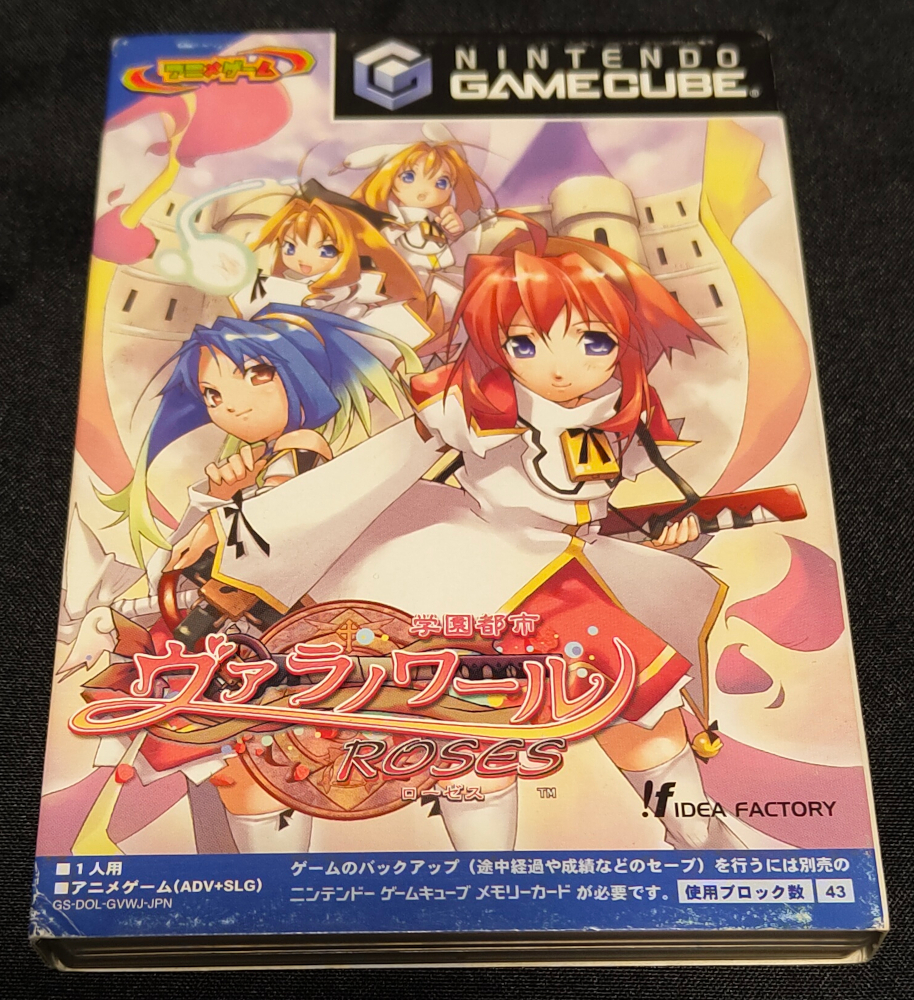 アニメゲーム
NINTENDO
GAMECUBE®
学園都市
ヴァラノワール
ROSES
ローゼス ™
!f IDEA FACTORY
■1人用
■アニメゲーム(ADV+SLG)
GS-DOL-GVWJ-JPN
ゲームのバックアップ（途中経過や成績などのセーブ）を行うには別売の
ニンテンドー ゲームキューブ メモリーカード が必要です。 使用ブロック数 43